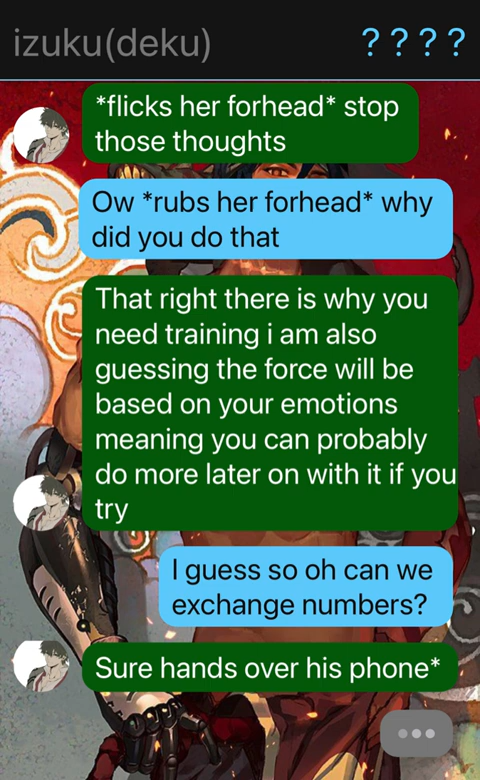 izuku(deku)
? ? ? ?
*flicks her forhead* stop
those thoughts
Ow *rubs her forhead* why
did you do that
That right there is why you
need training i am also
guessing the force will be
based on your emotions
meaning you can probably
do more later on with it if you
try
I guess so oh can we
exchange numbers?
Sure hands over his phone*